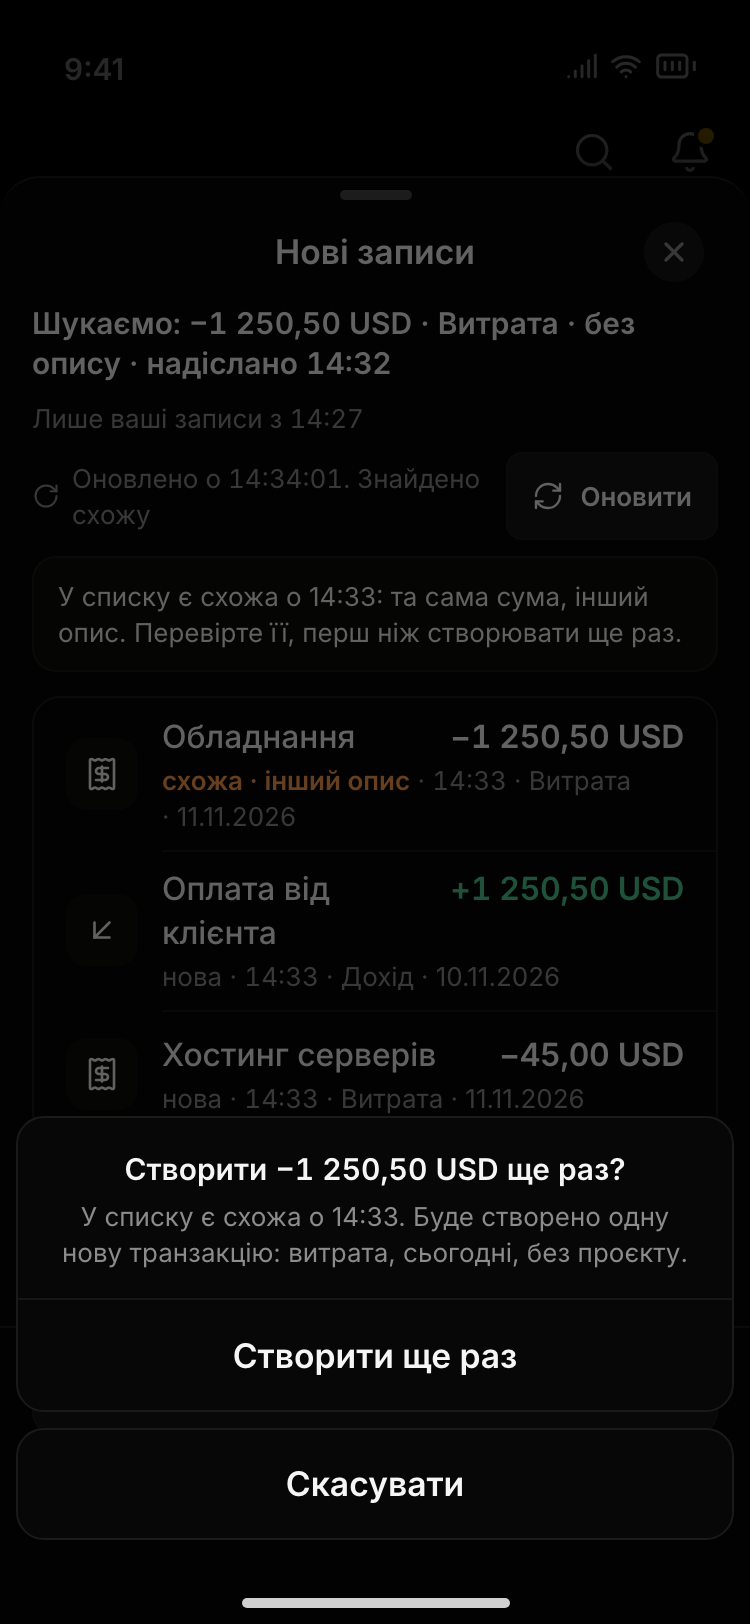 9:41
Нові записи
Шукаємо: −1 250,50 USD · Витрата · без
опису · надіслано 14:32
Лише ваші записи з 14:27
Оновлено о 14:34:01. Знайдено
схожу
Оновити
У списку є схожа о 14:33: та сама сума, інший
опис. Перевірте її, перш ніж створювати ще раз.
Обладнання −1 250,50 USD
схожа · інший опис · 14:33 · Витрата
· 11.11.2026
Оплата від +1 250,50 USD
клієнта
нова · 14:33 · Дохід · 10.11.2026
Хостинг серверів −45,00 USD
нова · 14:33 · Витрата · 11.11.2026
Створити −1 250,50 USD ще раз?
У списку є схожа о 14:33. Буде створено одну
нову транзакцію: витрата, сьогодні, без проєкту.
Створити ще раз
Скасувати